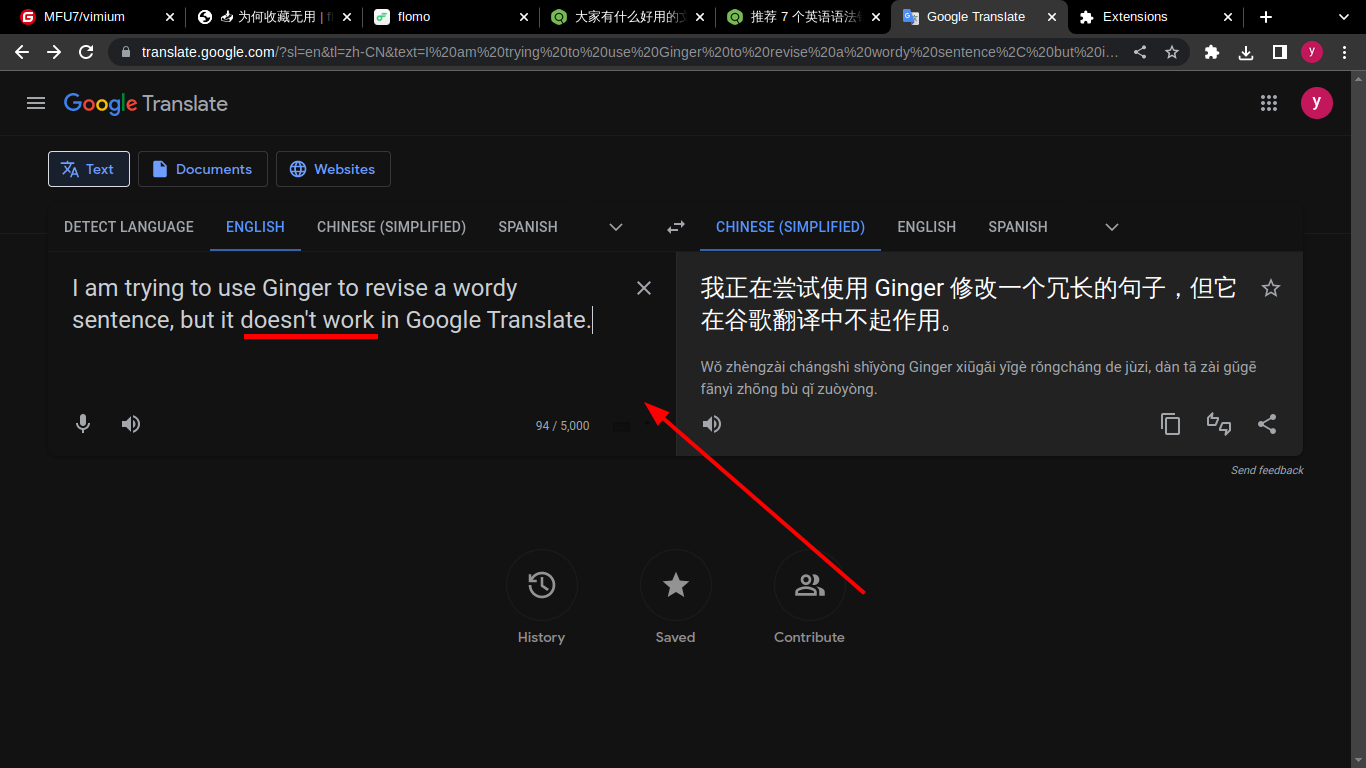 MFU7/vimium
为何收藏无用 | f
flomo
大家有什么好用的
推荐 7 个英语语法
Google Translate
Extensions
translate.google.com/?sl=en&tl=zh-CN&text=I%20am%20trying%20to%20use%20Ginger%20to%20revise%20a%20wordy%20sentence%2C%20but%20i...
y
Google Translate
y
Text
Documents
Websites
DETECT LANGUAGE
ENGLISH
CHINESE (SIMPLIFIED)
SPANISH
CHINESE (SIMPLIFIED)
ENGLISH
SPANISH
I am trying to use Ginger to revise a wordy
sentence, but it doesn't work in Google Translate.
94 / 5,000
我正在尝试使用 Ginger 修改一个冗长的句子，但它
在谷歌翻译中不起作用。
Wǒ zhèngzài chángshì shǐyòng Ginger xiūgǎi yīgè rǒngcháng de jùzi, dàn tā zài gǔgē
fānyì zhōng bù qǐ zuòyòng.
Send feedback
History
Saved
Contribute